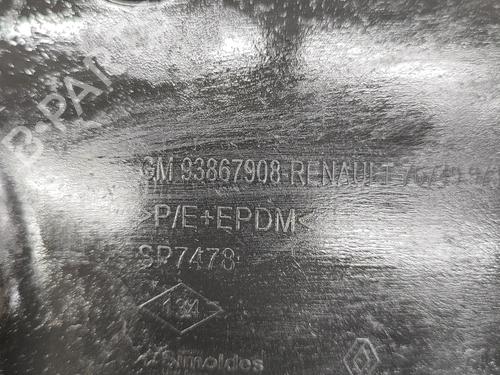 B-PARTS
GM 93867908-RENAULT
>P/E+EPDM<
SP7478
Simoldes